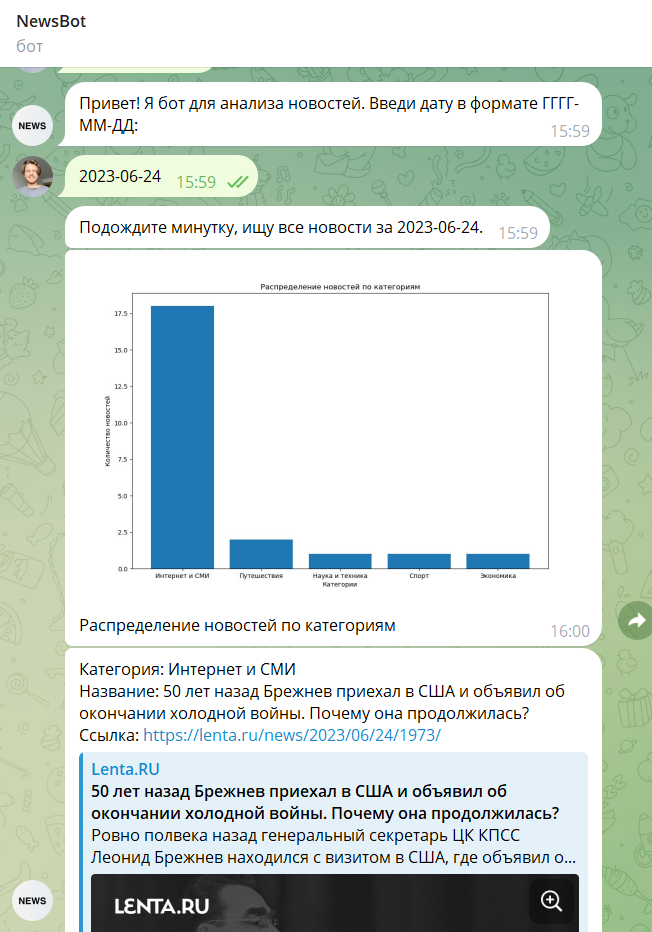 NewsBot
бот
Привет! Я бот для анализа новостей. Введи дату в формате ГГГГ-
ММ-ДД:
15:59
NEWS
2023-06-24
15:59
Подождите минутку, ищу все новости за 2023-06-24.
15:59
Распределение новостей по категориям
17.5
15.0
12.5
10.0
7.5
5.0
2.5
0.0
Количество новостей
Интернет и СМИ
Путешествия
Наука и техника
Спорт
Экономика
Категории
Распределение новостей по категориям
16:00
Категория: Интернет и СМИ
Название: 50 лет назад Брежнев приехал в США и объявил об
окончании холодной войны. Почему она продолжилась?
Ссылка: https://lenta.ru/news/2023/06/24/1973/
Lenta.RU
50 лет назад Брежнев приехал в США и объявил об
окончании холодной войны. Почему она продолжилась?
Ровно полвека назад генеральный секретарь ЦК КПСС
Леонид Брежнев находился с визитом в США, где объявил о...
LENTA.RU
NEWS